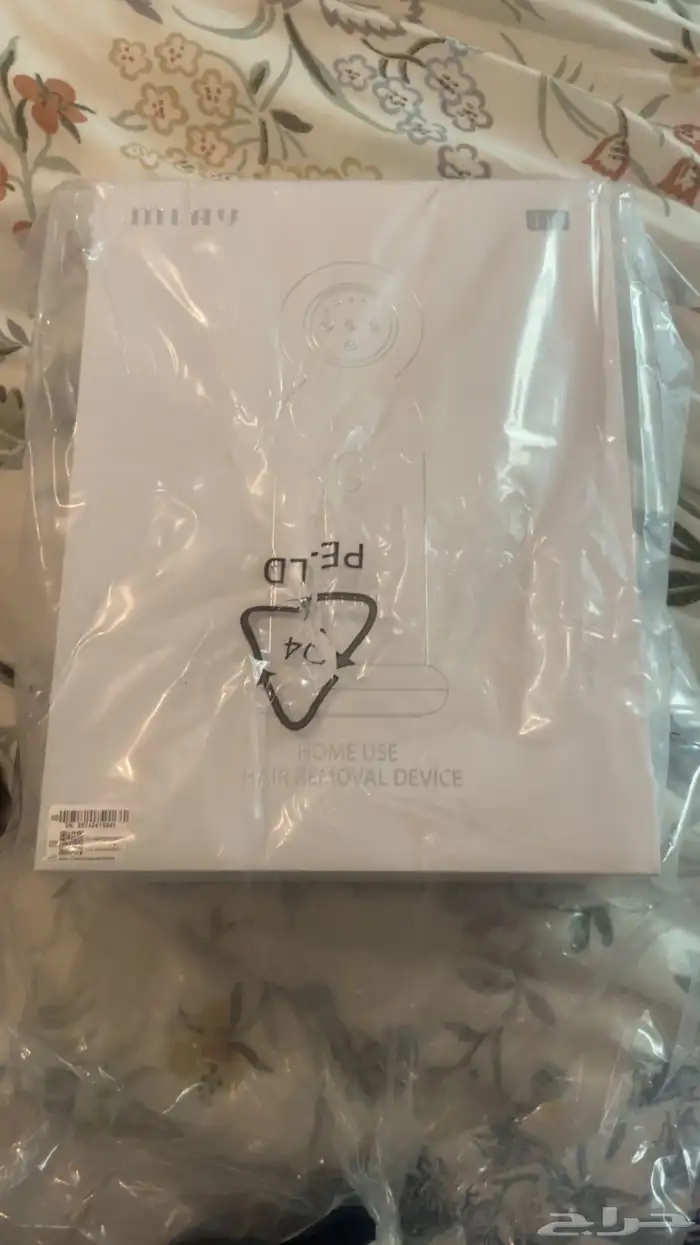 MLAY
PE-LD
04
HOME USE
HAIR REMOVAL DEVICE
حراج